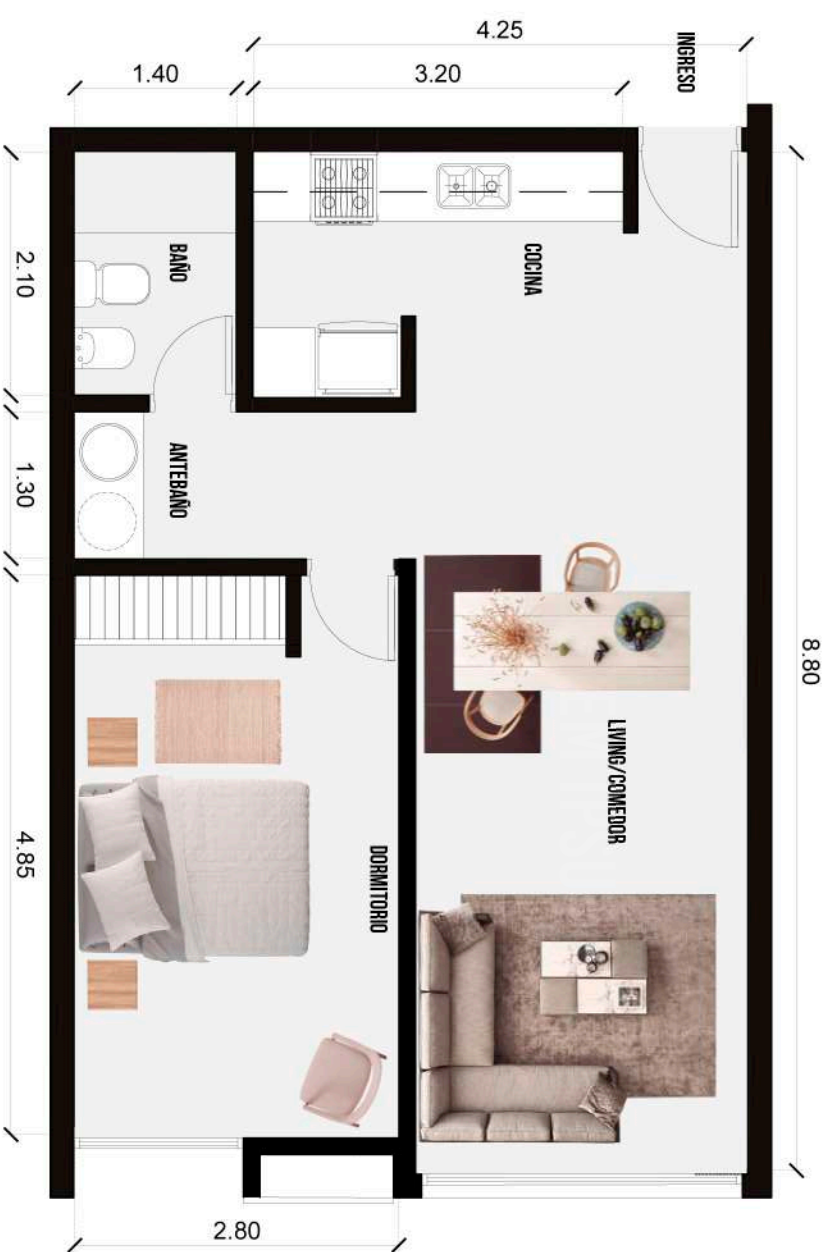 4.25
1.40
3.20
INGRESO
BAÑO
COCINA
2.10
ANTEBAÑO
1.30
8.80
LIVING/COMEDOR
DORMITORIO
4.85
2.80